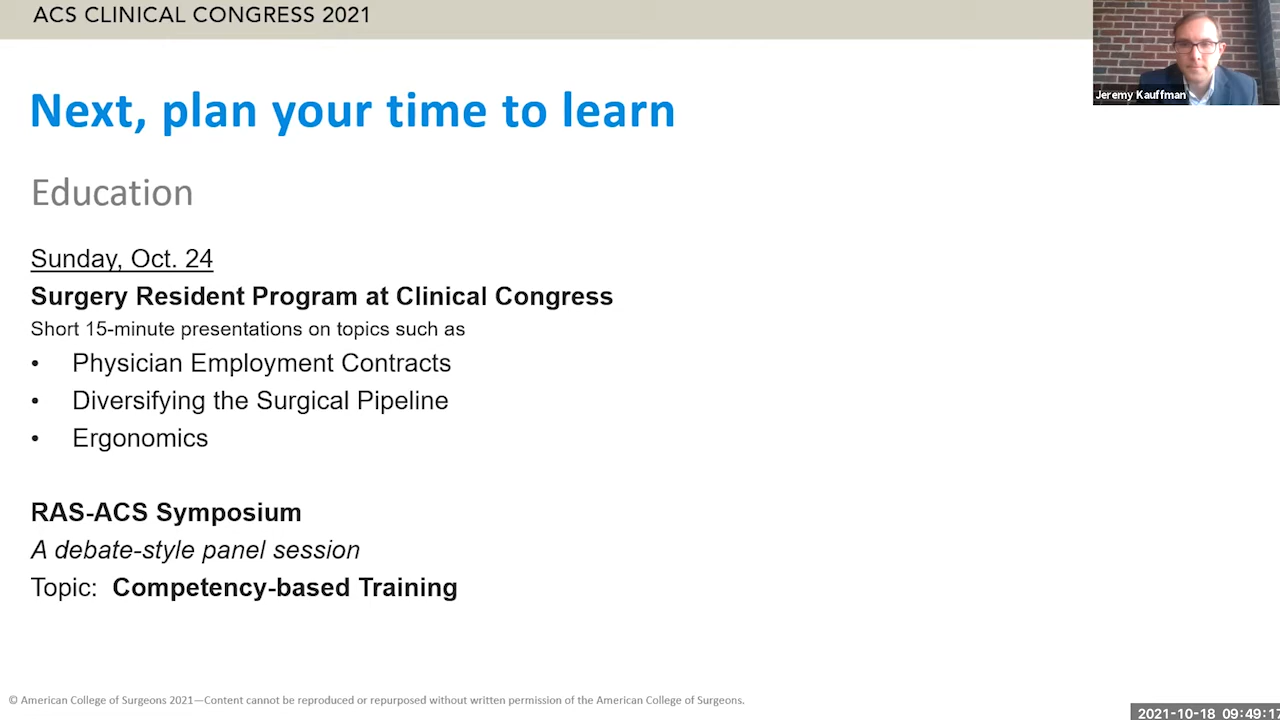 ACS CLINICAL CONGRESS 2021
Jeremy Kauffman
Next, plan your time to learn
Education
Sunday, Oct. 24
Surgery Resident Program at Clinical Congress
Short 15-minute presentations on topics such as
• Physician Employment Contracts
• Diversifying the Surgical Pipeline
• Ergonomics
RAS-ACS Symposium
A debate-style panel session
Topic: Competency-based Training
© American College of Surgeons 2021—Content cannot be reproduced or repurposed without written permission of the American College of Surgeons.
2021-10-18 09:49:17